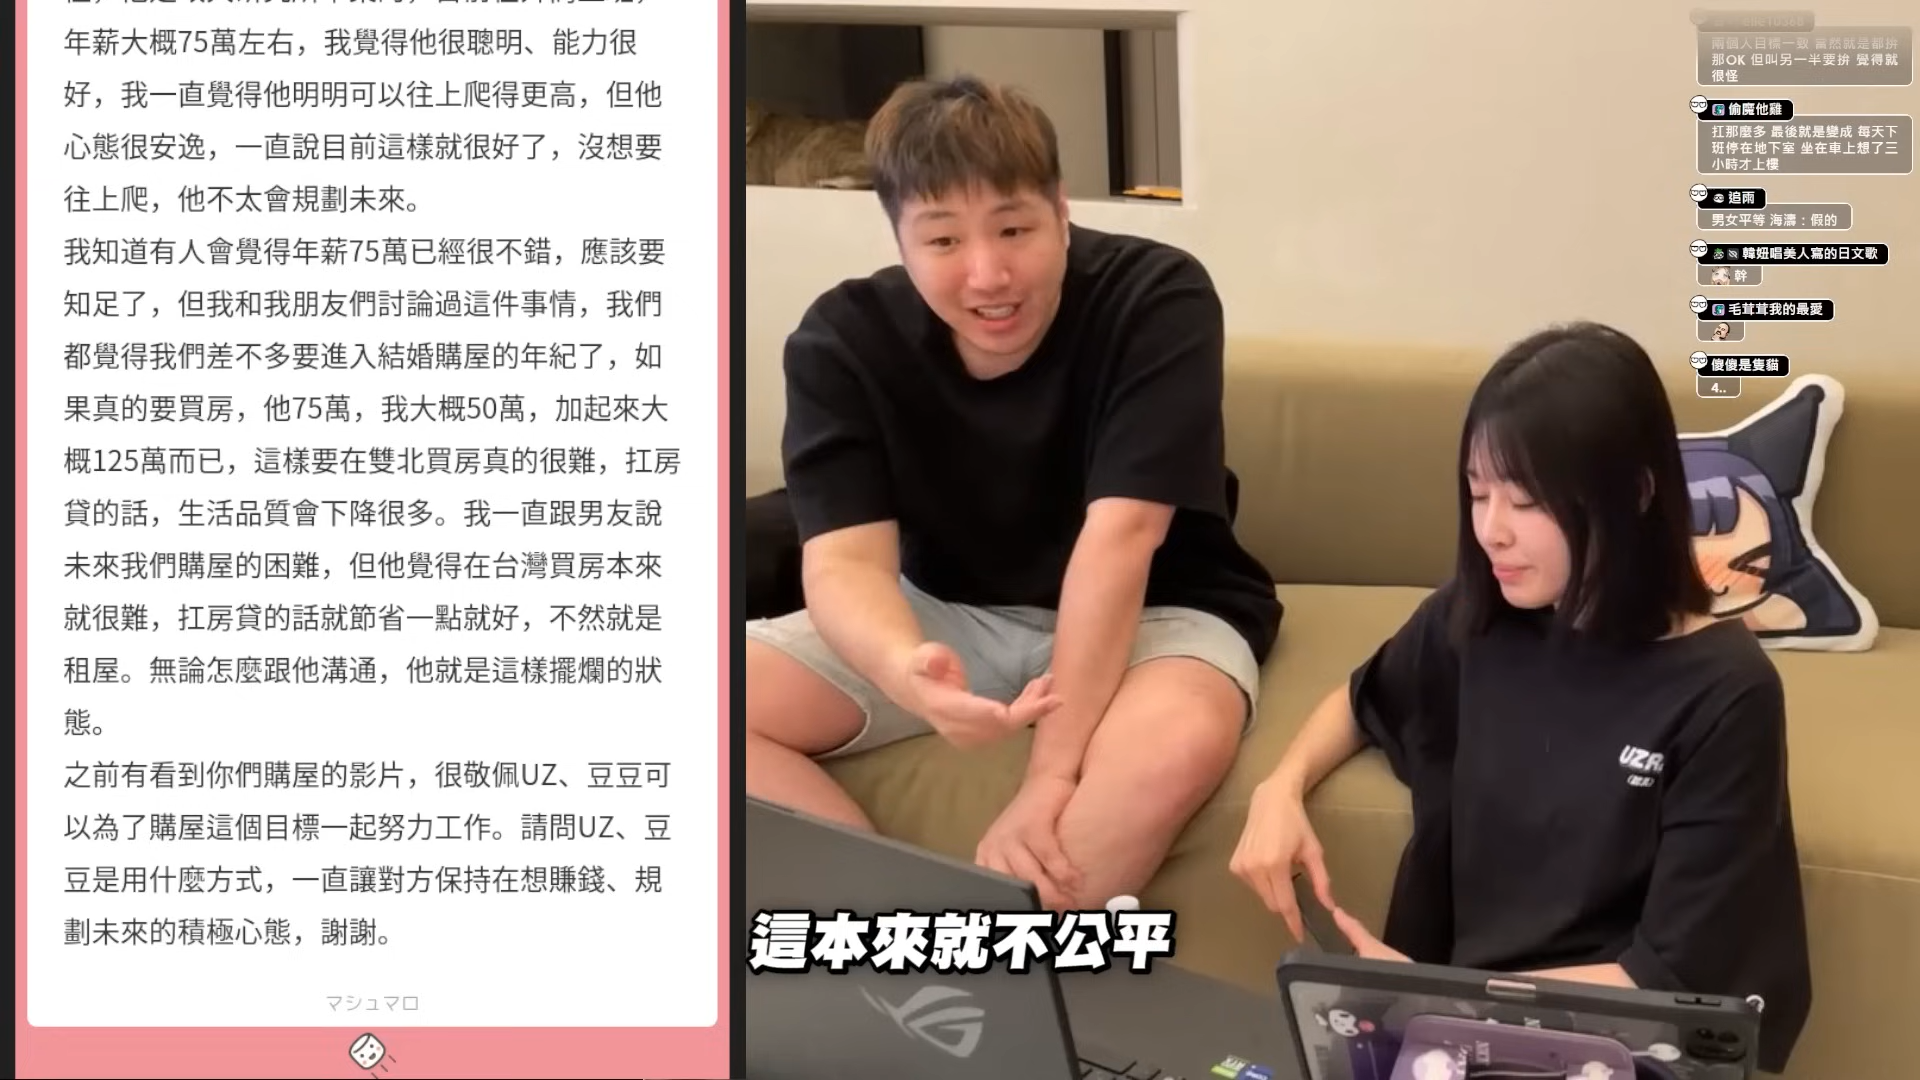 年薪大概75萬左右，我覺得他很聰明、能力很
好，我一直覺得他明明可以往上爬得更高，但他
心態很安逸，一直說目前這樣就很好了，沒想要
往上爬，他不太會規劃未來。
我知道有人會覺得年薪75萬已經很不錯，應該要
知足了，但我和我朋友們討論過這件事情，我們
都覺得我們差不多要進入結婚購屋的年紀了，如
果真的要買房，他75萬，我大概50萬，加起來大
概125萬而已，這樣要在雙北買房真的很難，扛房
貸的話，生活品質會下降很多。我一直跟男友說
未來我們購屋的困難，但他覺得在台灣買房本來
就很難，扛房貸的話就節省一點就好，不然就是
租屋。無論怎麼跟他溝通，他就是這樣擺爛的狀
態。
之前有看到你們購屋的影片，很敬佩UZ、豆豆可
以為了購屋這個目標一起努力工作。請問UZ、豆
豆是用什麼方式，一直讓對方保持在想賺錢、規
劃未來的積極心態，謝謝。
マシュマロ
這本來就不公平
兩個人目標一致 當然就是都拚
那OK 但叫另一半要拚 覺得就
很怪
偷魔他雞
扛那麼多 最後就是變成 每天下
班停在地下室 坐在車上想了三
小時才上樓
追雨
男女平等 海濤：假的
韓妞唱美人寫的日文歌
幹
毛茸茸我的最愛
傻傻是隻貓
4..